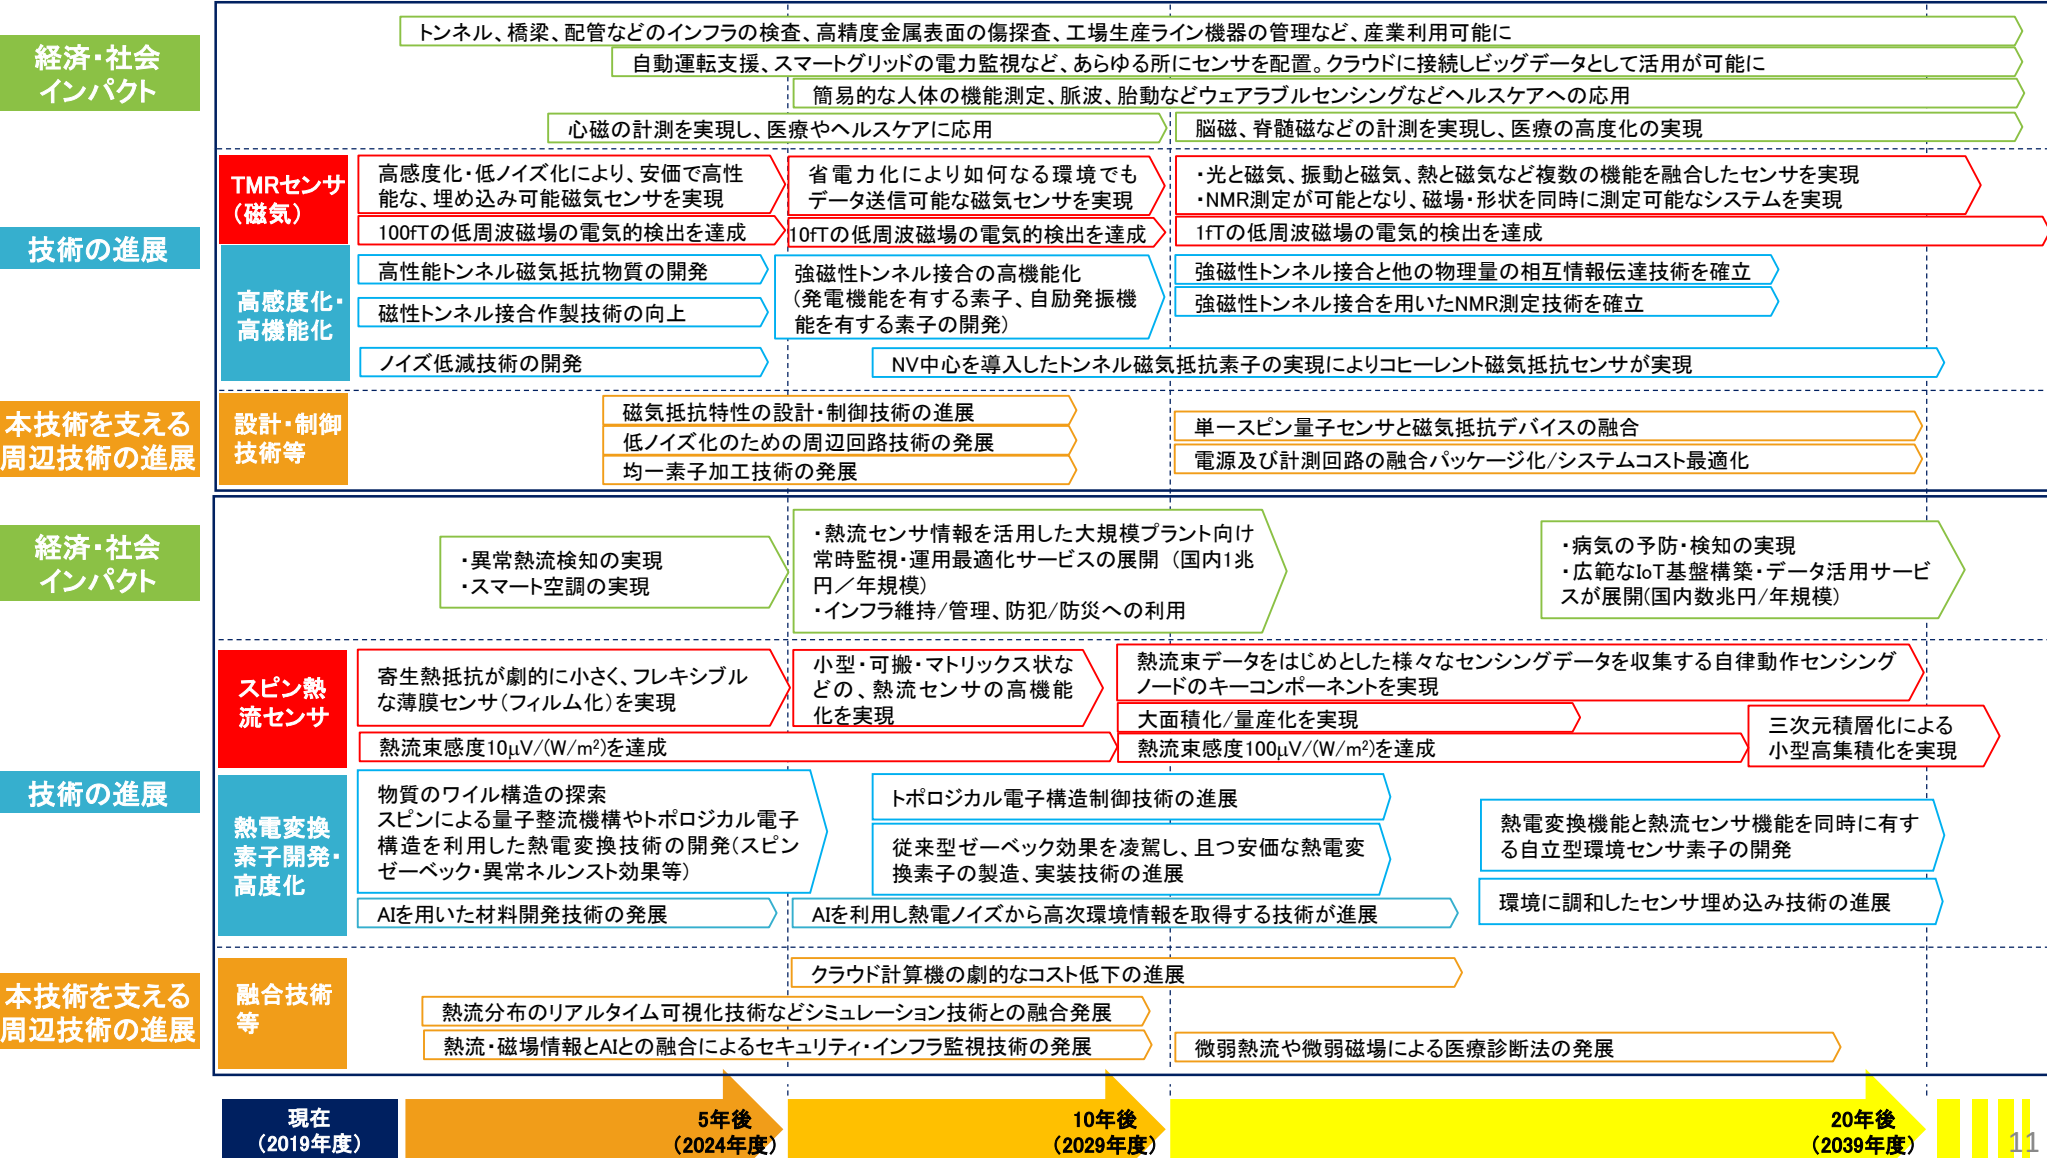 経済・社会
インパクト
トンネル、橋梁、配管などのインフラの検査、高精度金属表面の傷探査、工場生産ライン機器の管理など、産業利用可能に
自動運転支援、スマートグリッドの電力監視など、あらゆる所にセンサを配置。クラウドに接続しビッグデータとして活用が可能に
簡易的な人体の機能測定、脈波、胎動などウェアラブルセンシングなどヘルスケアへの応用
心磁の計測を実現し、医療やヘルスケアに応用
脳磁、脊髄磁などの計測を実現し、医療の高度化の実現
技術の進展
TMRセンサ
（磁気）
高感度化・低ノイズ化により、安価で高性
能な、埋め込み可能磁気センサを実現
省電力化により如何なる環境でも
データ送信可能な磁気センサを実現
・光と磁気、振動と磁気、熱と磁気など複数の機能を融合したセンサを実現
・NMR測定が可能となり、磁場・形状を同時に測定可能なシステムを実現
100fTの低周波磁場の電気的検出を達成
10fTの低周波磁場の電気的検出を達成
1fTの低周波磁場の電気的検出を達成
高感度化・
高機能化
高性能トンネル磁気抵抗物質の開発
磁性トンネル接合作製技術の向上
ノイズ低減技術の開発
強磁性トンネル接合の高機能化
（発電機能を有する素子、自励発振機
能を有する素子の開発）
強磁性トンネル接合と他の物理量の相互情報伝達技術を確立
強磁性トンネル接合を用いたNMR測定技術を確立
NV中心を導入したトンネル磁気抵抗素子の実現によりコヒーレント磁気抵抗センサが実現
本技術を支える
周辺技術の進展
設計・制御
技術等
磁気抵抗特性の設計・制御技術の進展
低ノイズ化のための周辺回路技術の発展
均一素子加工技術の発展
単一スピン量子センサと磁気抵抗デバイスの融合
電源及び計測回路の融合パッケージ化/システムコスト最適化
経済・社会
インパクト
・異常熱流検知の実現
・スマート空調の実現
・熱流センサ情報を活用した大規模プラント向け
常時監視・運用最適化サービスの展開（国内1兆
円／年規模）
・インフラ維持/管理、防犯/防災への利用
・病気の予防・検知の実現
・広範なIoT基盤構築・データ活用サービ
スが展開(国内数兆円/年規模)
技術の進展
スピン熱
流センサ
寄生熱抵抗が劇的に小さく、フレキシブル
な薄膜センサ（フィルム化）を実現
小型・可搬・マトリックス状な
どの、熱流センサの高機能
化を実現
熱流束データをはじめとした様々なセンシングデータを収集する自律動作センシング
ノードのキーコンポーネントを実現
大面積化/量産化を実現
熱流束感度10μV/(W/m²)を達成
熱流束感度100μV/(W/m²)を達成
三次元積層化による
小型高集積化を実現
熱電変換
素子開発・
高度化
物質のワイル構造の探索
スピンによる量子整流機構やトポロジカル電子
構造を利用した熱電変換技術の開発(スピン
ゼーベック・異常ネルンスト効果等)
AIを用いた材料開発技術の発展
トポロジカル電子構造制御技術の進展
従来型ゼーベック効果を凌駕し、且つ安価な熱電変
換素子の製造、実装技術の進展
AIを利用し熱電ノイズから高次環境情報を取得する技術が進展
熱電変換機能と熱流センサ機能を同時に有す
る自立型環境センサ素子の開発
環境に調和したセンサ埋め込み技術の進展
本技術を支える
周辺技術の進展
融合技術
等
クラウド計算機の劇的なコスト低下の進展
熱流分布のリアルタイム可視化技術などシミュレーション技術との融合発展
熱流・磁場情報とAIとの融合によるセキュリティ・インフラ監視技術の発展
微弱熱流や微弱磁場による医療診断法の発展
現在
（2019年度）
5年後
（2024年度）
10年後
（2029年度）
20年後
（2039年度）
11